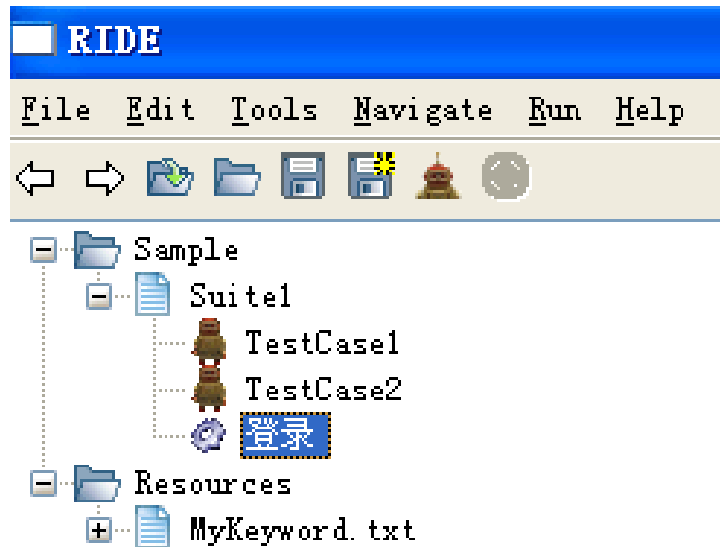 RIDE
File Edit Tools Navigate Run Help
Sample
Suite1
TestCase1
TestCase2
登录
Resources
MyKeyword.txt